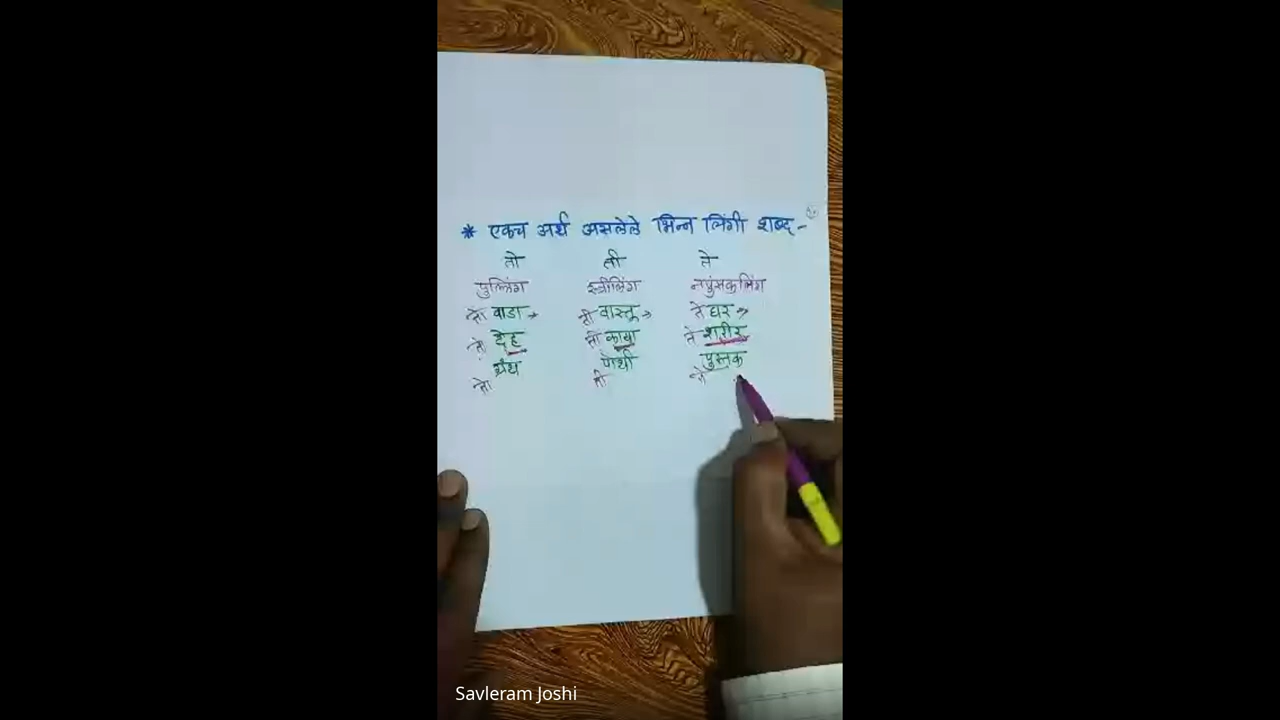 * एकच अर्थ असलेले भिन्न लिंगी शब्द -
तो ती ते
पुल्लिंग स्त्रीलिंग नपुंसकलिंग
तो वाडा → ती वास्तू → ते घर →
तो देह ती काया ते शरीर
ग्रंथ पोथी पुस्तक
तो ती ते
Savleram Joshi